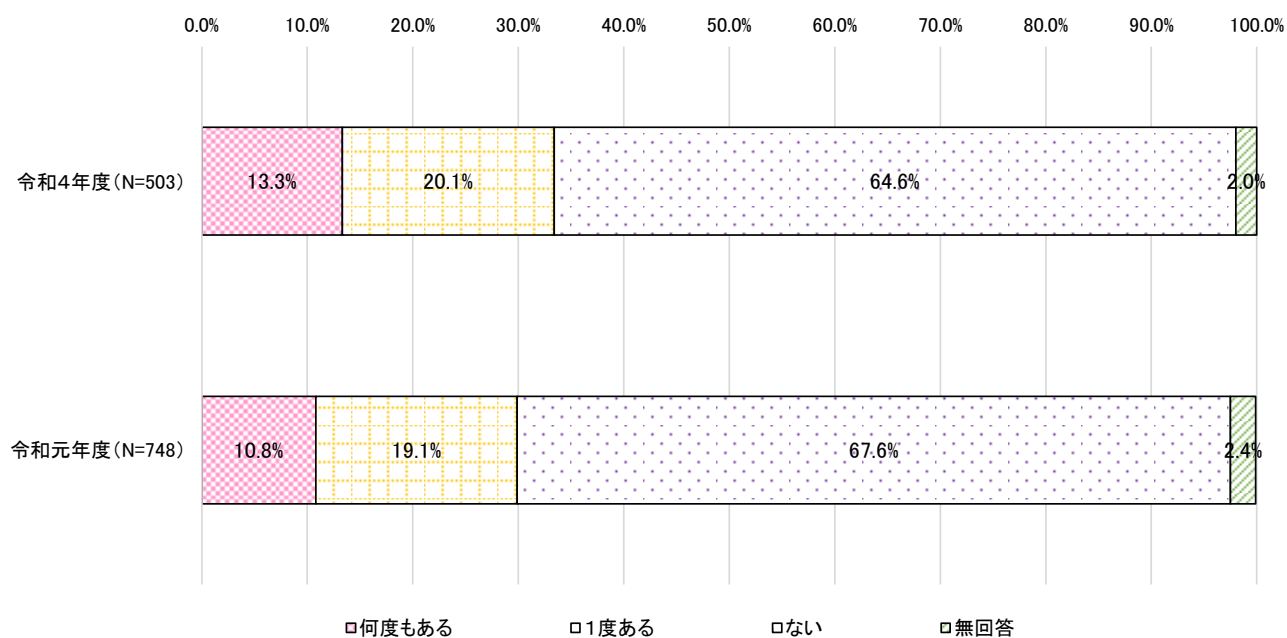 0.0% 10.0% 20.0% 30.0% 40.0% 50.0% 60.0% 70.0% 80.0% 90.0% 100.0%
令和４年度(N=503) 13.3% 20.1% 64.6% 2.0%
令和元年度(N=748) 10.8% 19.1% 67.6% 2.4%
何度もある １度ある ない 無回答